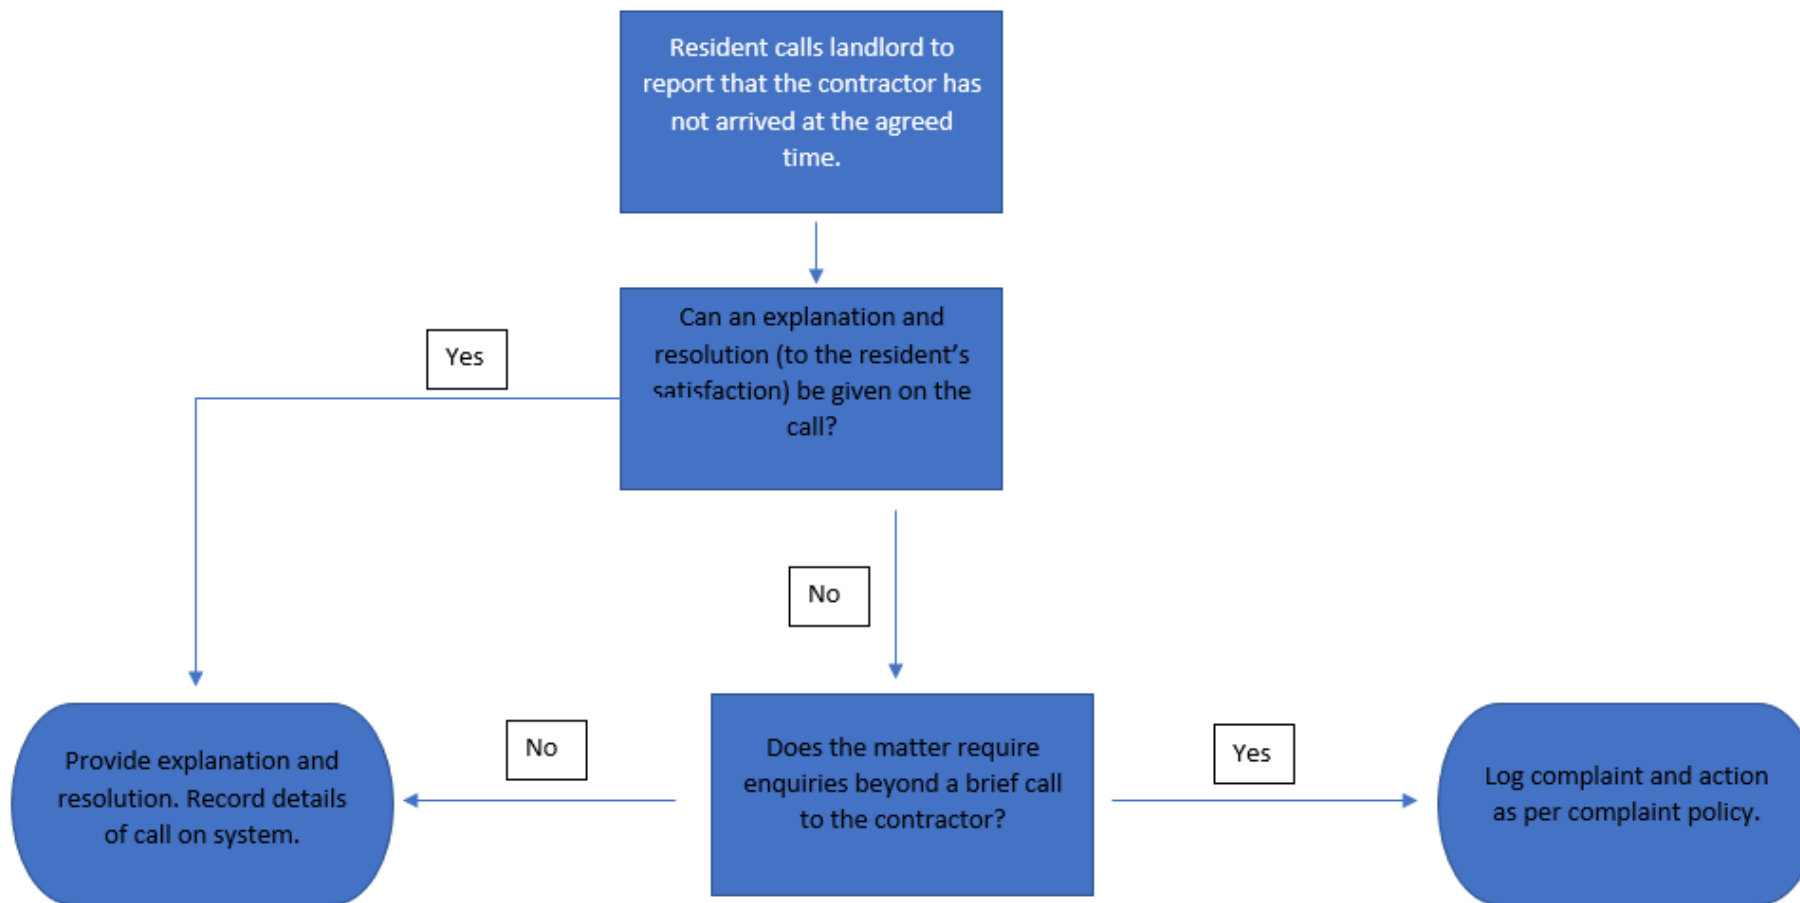 Resident calls landlord to
report that the contractor has
not arrived at the agreed
time.
Can an explanation and
resolution (to the resident’s
satisfaction) be given on the
call?
Yes
No
Does the matter require
enquiries beyond a brief call
to the contractor?
No
Yes
Provide explanation and
resolution. Record details
of call on system.
Log complaint and action
as per complaint policy.